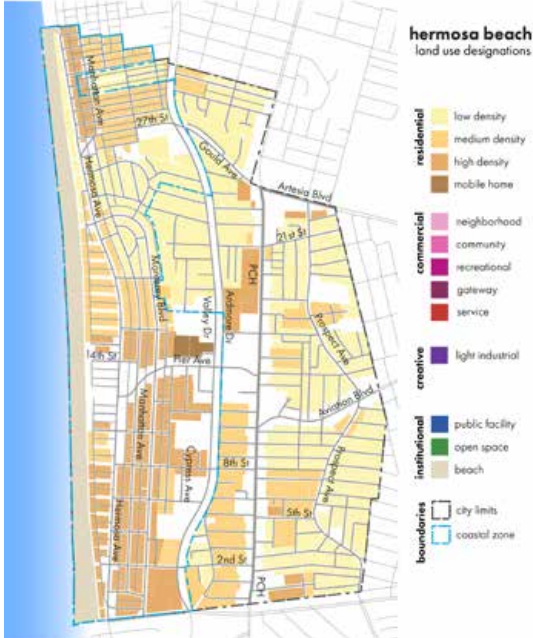 hermosa beach
land use designations
residential
low density
medium density
high density
mobile home
commercial
neighborhood
community
recreational
gateway
service
creative
light industrial
institutional
public facility
open space
beach
boundaries
city limits
coastal zone
Manhattan Ave
27th St
Gould Ave
Artesia Blvd
Hermosa Ave
21st St
PCH
Ardmore Dr
Valley Dr
Blvd
Prospect Ave
14th St
Pier Ave
Aviation Blvd
Manhattan Ave
Cypress Ave
8th St
Prospect Ave
5th St
Hermosa Ave
2nd St
PCH